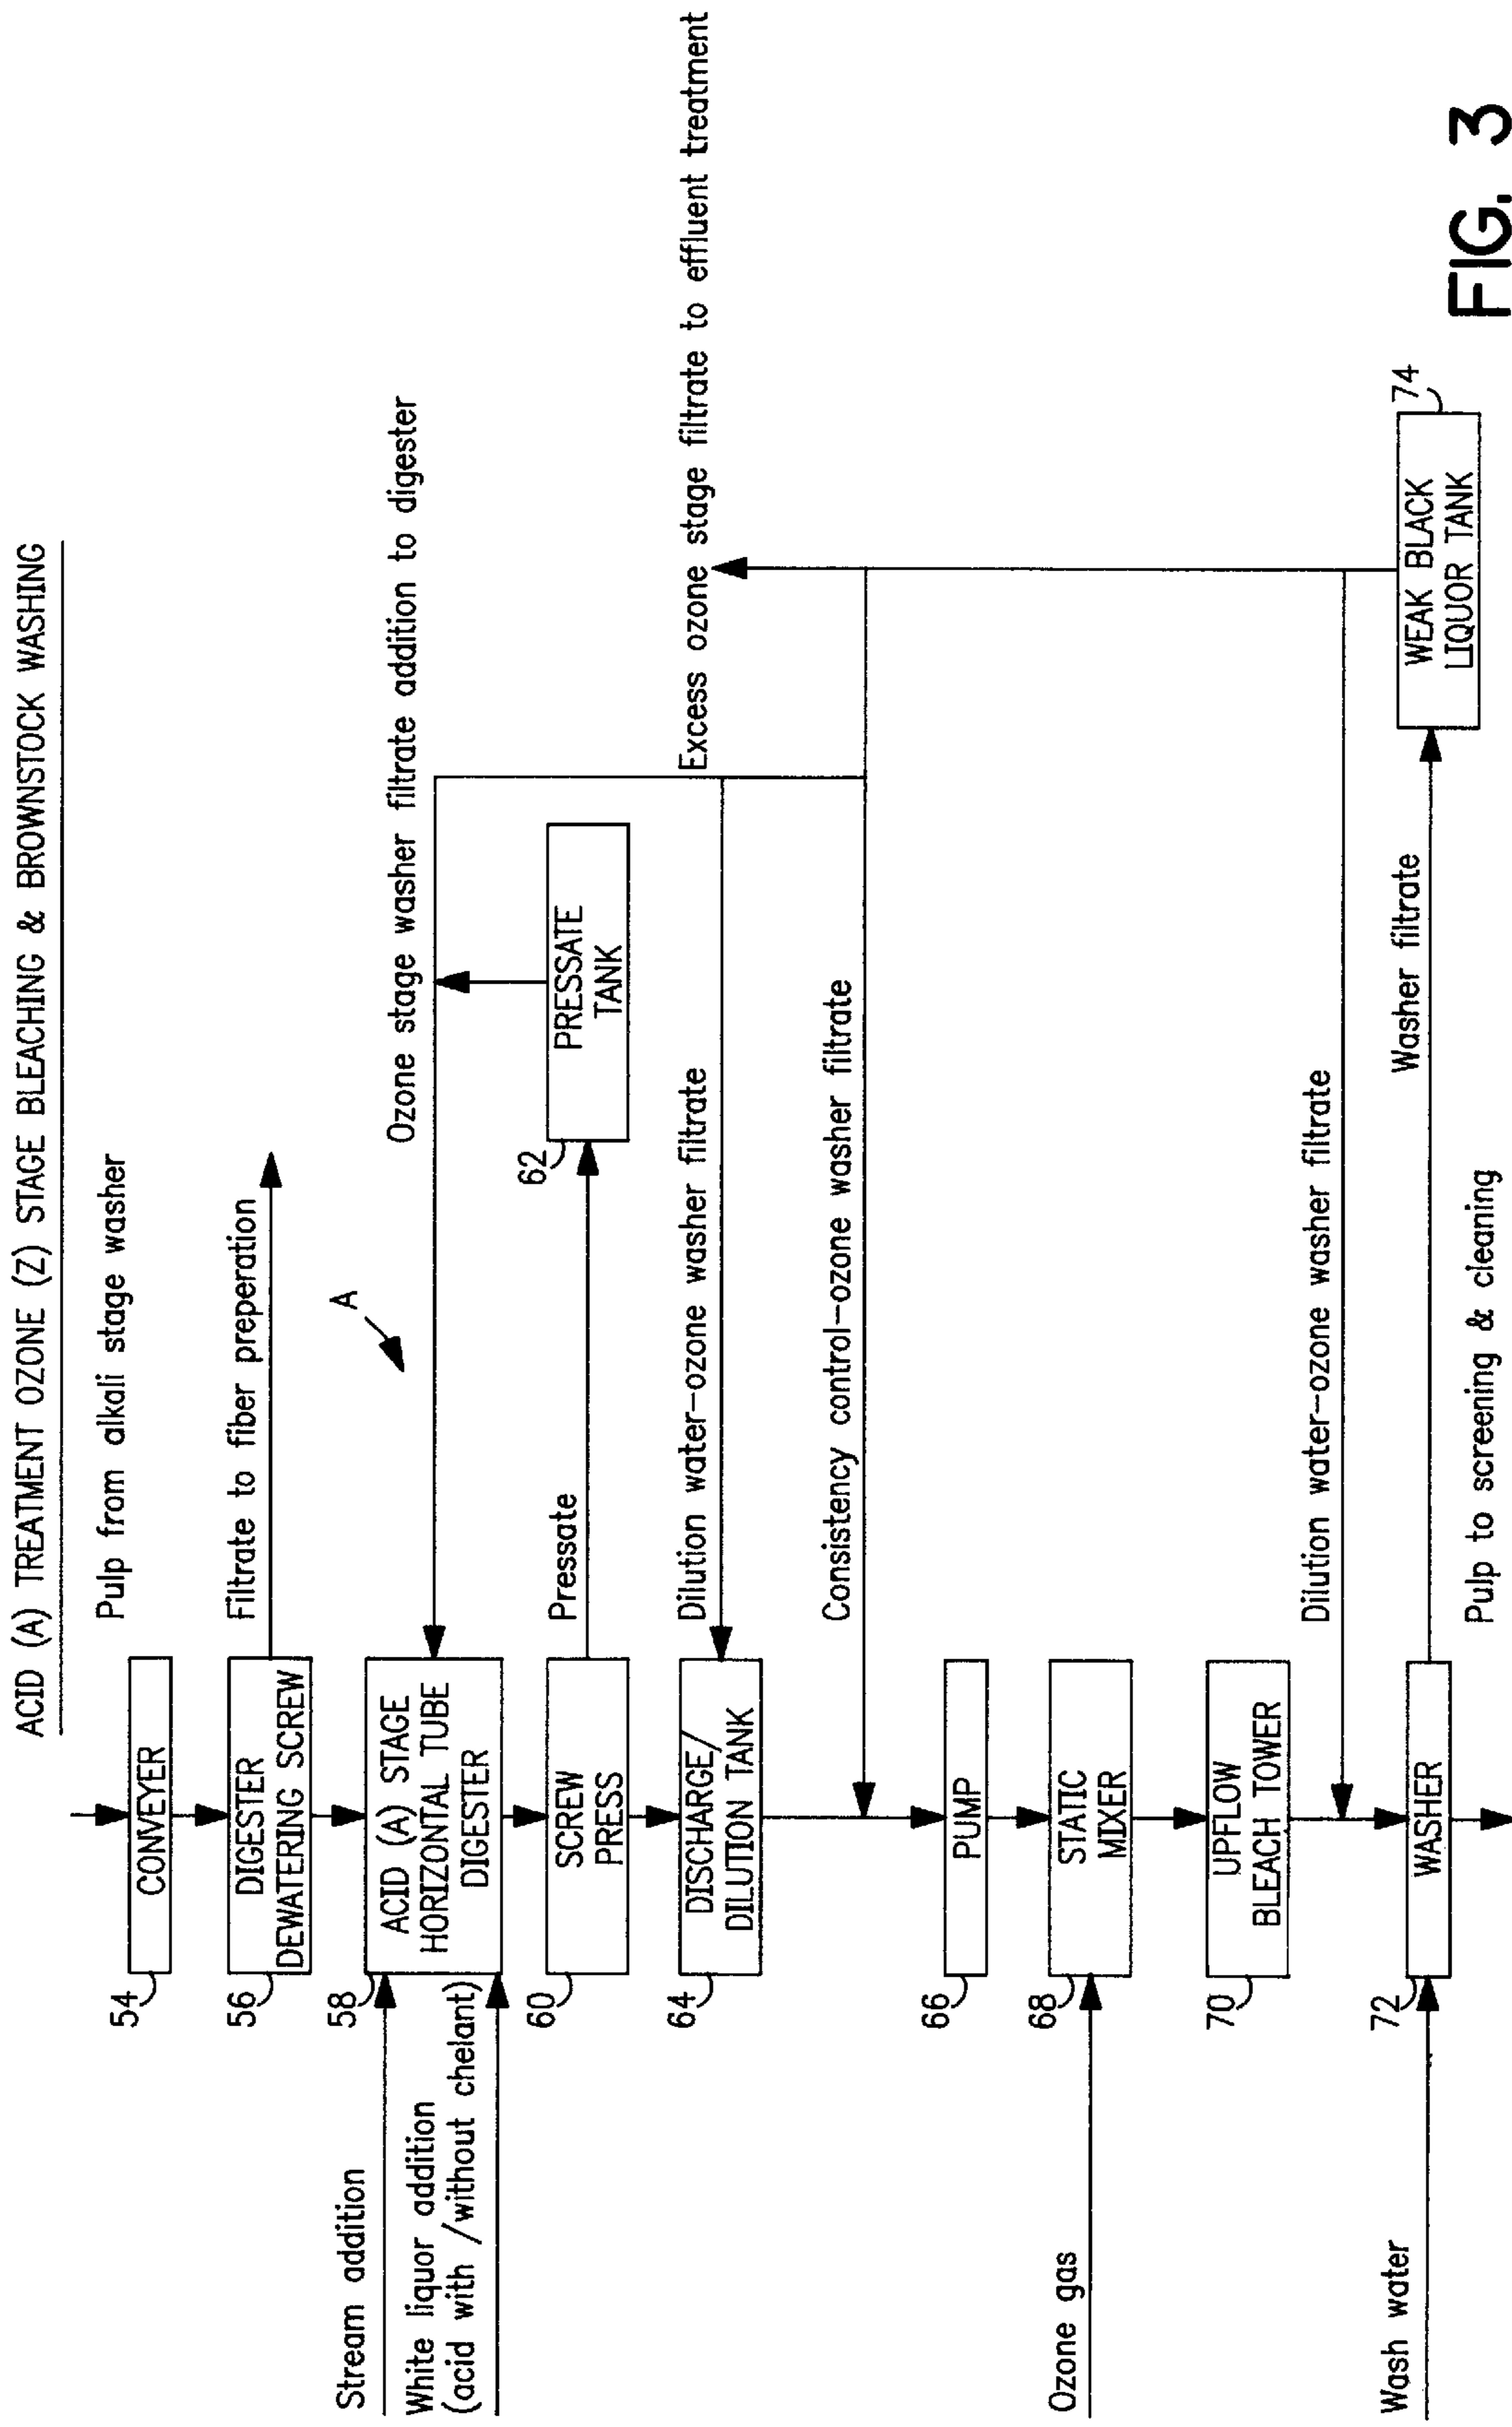 ACID (A) TREATMENT OZONE (Z) STAGE BLEACHING & BROWNSTOCK WASHING
Pulp from alkali stage washer
54
CONVEYER
56
DIGESTER
DEWATERING SCREW
Filtrate to fiber preperation
A
Stream addition
58
ACID (A) STAGE
HORIZONTAL TUBE
DIGESTER
Ozone stage washer filtrate addition to digester
White liquor addition
(acid with /without chelant)
60
SCREW
PRESS
Pressate
62
PRESSATE
TANK
64
DISCHARGE/
DILUTION TANK
Dilution water-ozone washer filtrate
Excess ozone stage filtrate to effluent treatment
Consistency control-ozone washer filtrate
66
PUMP
Ozone gas
68
STATIC
MIXER
70
UPFLOW
BLEACH TOWER
Dilution water-ozone washer filtrate
Wash water
72
WASHER
Washer filtrate
74
WEAK BLACK
LIQUOR TANK
Pulp to screening & cleaning
FIG. 3